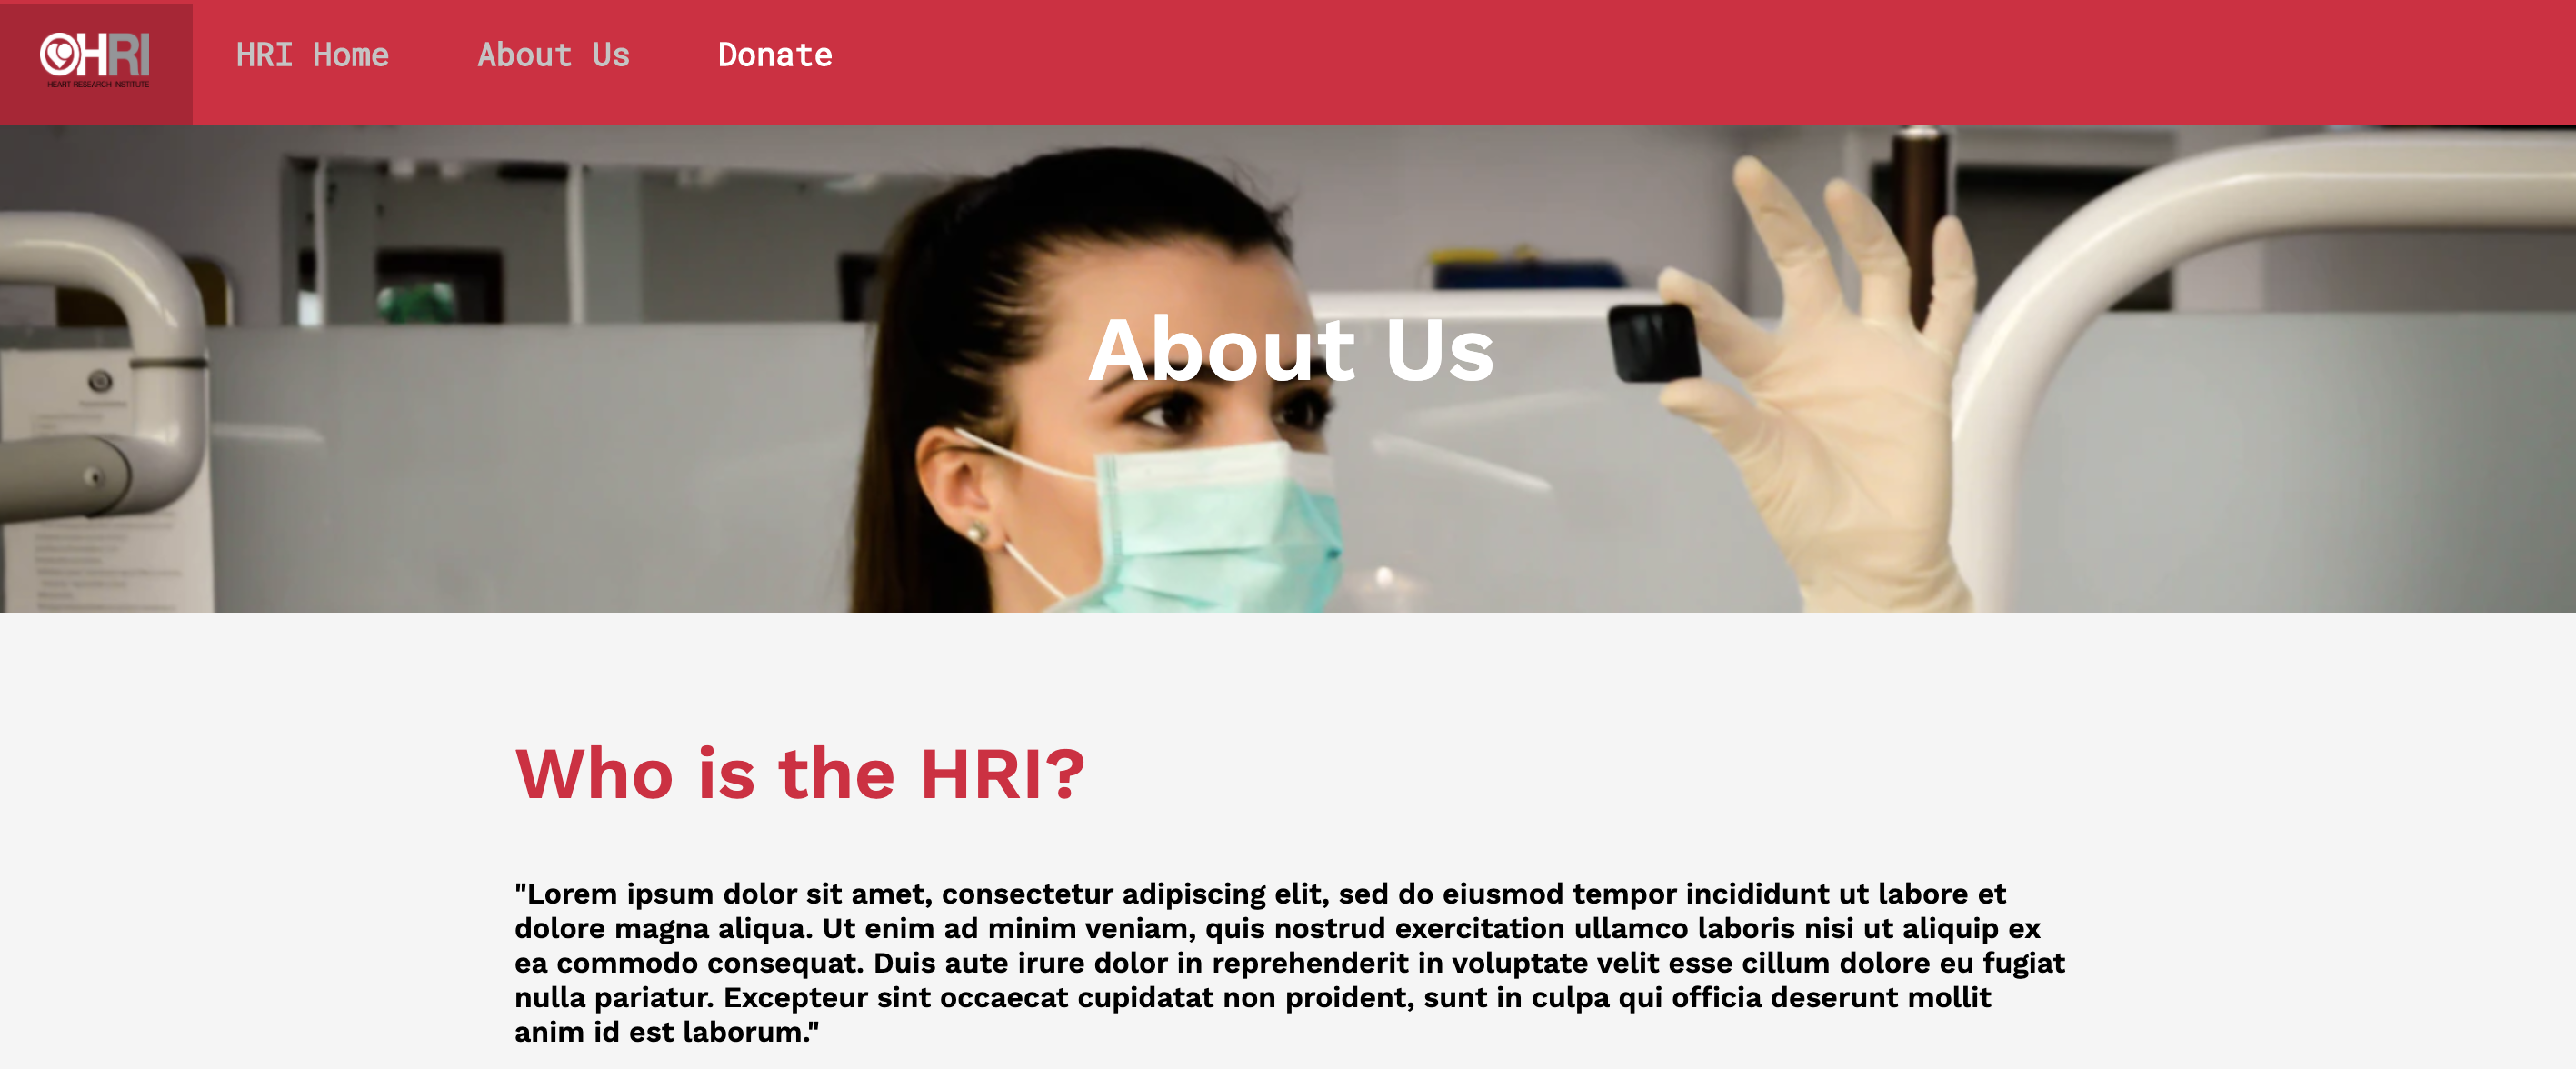 HRI
HEART RESEARCH INSTITUTE
HRI Home
About Us
Donate
About Us
Who is the HRI?
"Lorem ipsum dolor sit amet, consectetur adipiscing elit, sed do eiusmod tempor incididunt ut labore et
dolore magna aliqua. Ut enim ad minim veniam, quis nostrud exercitation ullamco laboris nisi ut aliquip ex
ea commodo consequat. Duis aute irure dolor in reprehenderit in voluptate velit esse cillum dolore eu fugiat
nulla pariatur. Excepteur sint occaecat cupidatat non proident, sunt in culpa qui officia deserunt mollit
anim id est laborum."